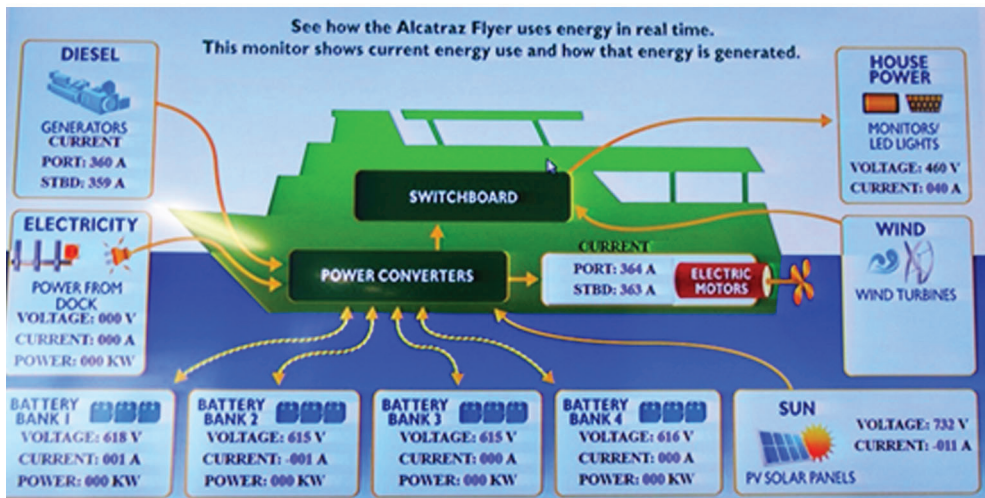 See how the Alcatraz Flyer uses energy in real time.
This monitor shows current energy use and how that energy is generated.
DIESEL
GENERATORS
CURRENT
PORT: 360 A
STBD: 359 A
HOUSE
POWER
MONITORS/
LED LIGHTS
VOLTAGE: 460 V
CURRENT: 040 A
SWITCHBOARD
ELECTRICITY
POWER FROM
DOCK
VOLTAGE: 000 V
CURRENT: 000 A
POWER: 000 KW
POWER CONVERTERS
CURRENT
PORT: 364 A
STBD: 363 A
ELECTRIC
MOTORS
WIND
WIND TURBINES
BATTERY
BANK 1
VOLTAGE: 618 V
CURRENT: 001 A
POWER: 000 KW
BATTERY
BANK 2
VOLTAGE: 615 V
CURRENT: -001 A
POWER: 000 KW
BATTERY
BANK 3
VOLTAGE: 615 V
CURRENT: 000 A
POWER: 000 KW
BATTERY
BANK 4
VOLTAGE: 616 V
CURRENT: 000 A
POWER: 000 KW
SUN
PV SOLAR PANELS
VOLTAGE: 732 V
CURRENT: -011 A